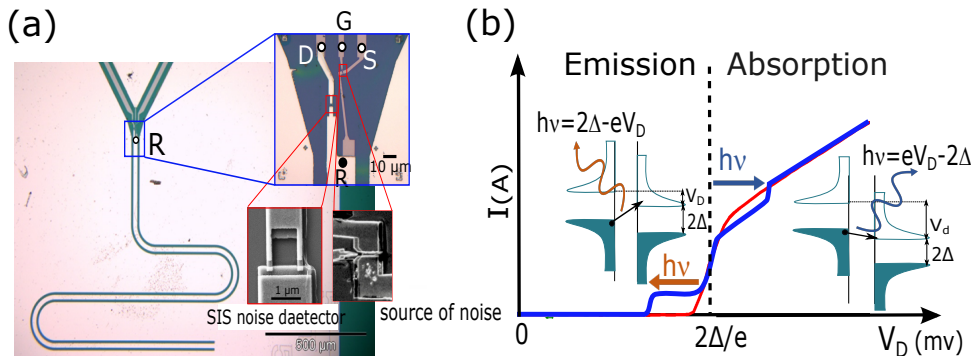 (a)
G
D
S
R
R
10 μm
1 μm
SIS noise daetector
source of noise
500 μm
(b)
Emission
Absorption
hν=2Δ-eV_D
hν
hν=eV_D-2Δ
V_D
2Δ
V_d
2Δ
hν
I(A)
0
2Δ/e
V_D (mv)